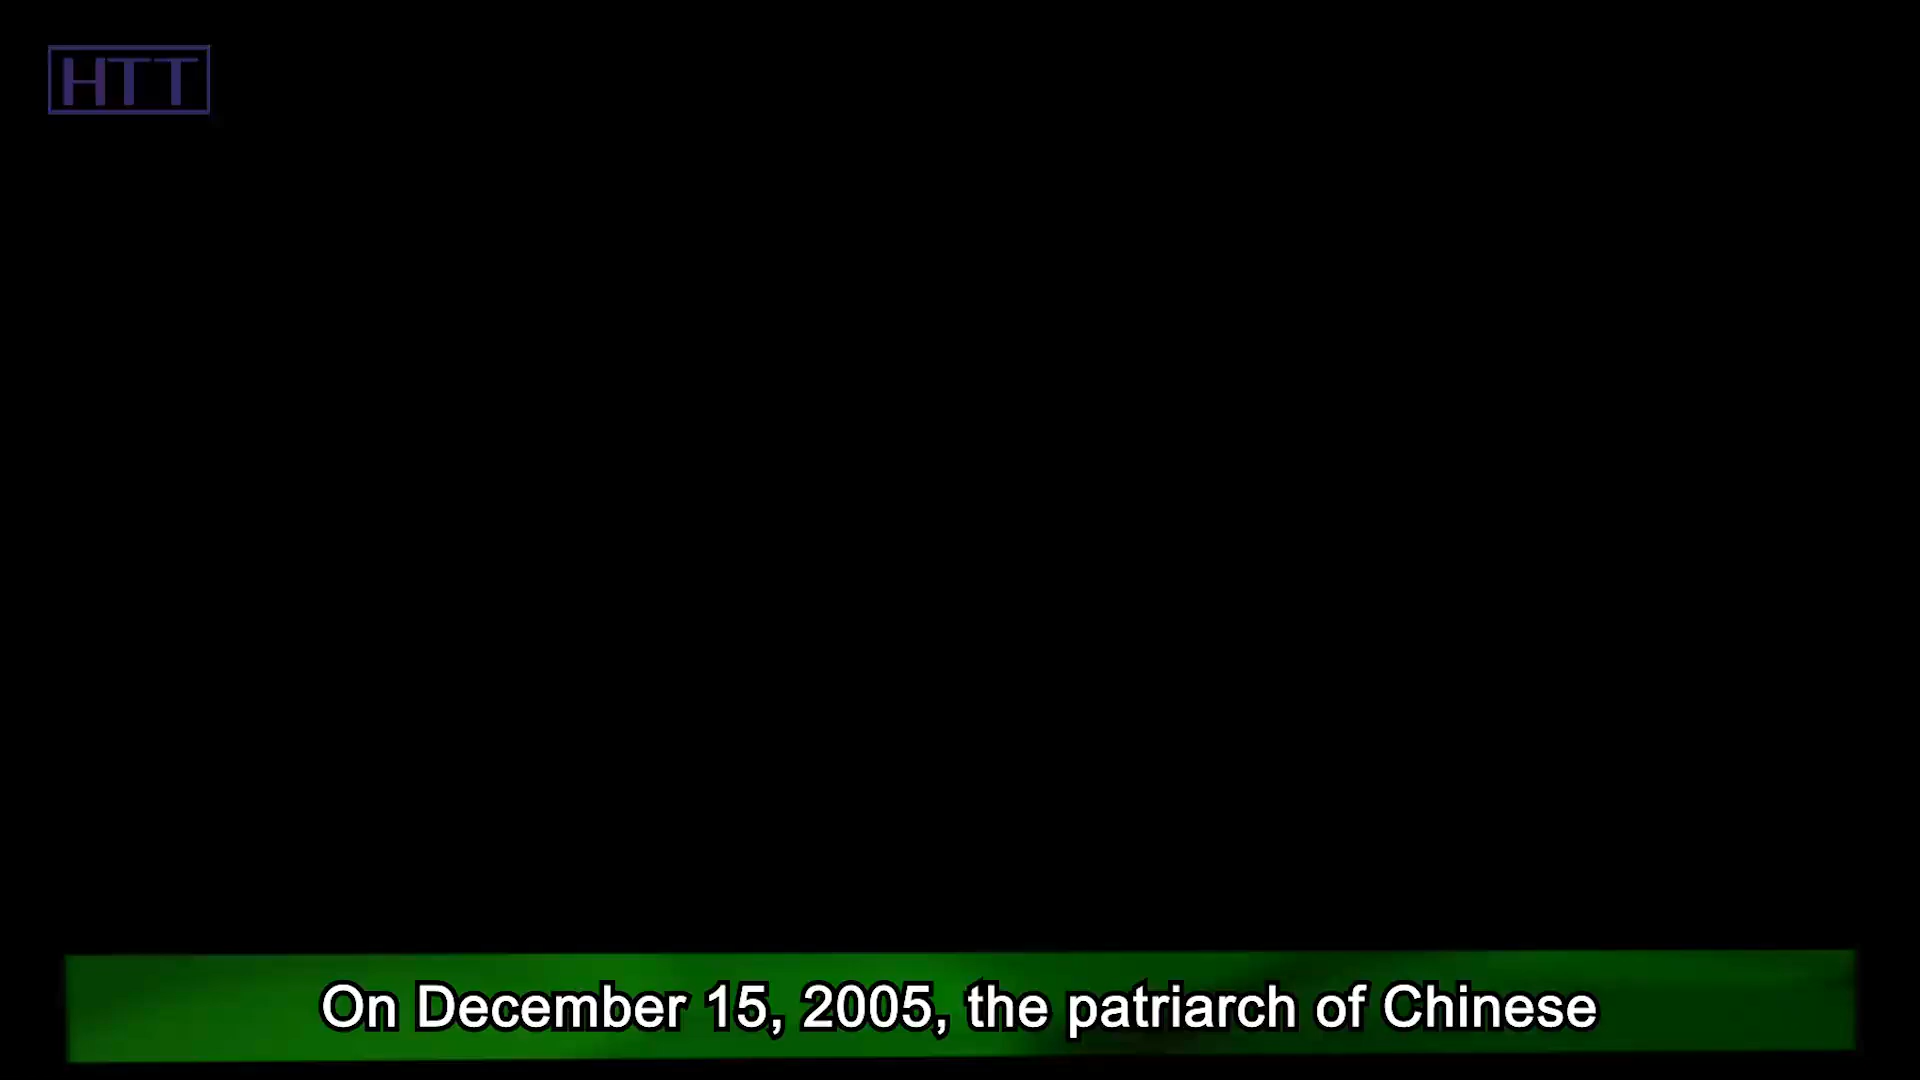 HTT
On December 15, 2005, the patriarch of Chinese